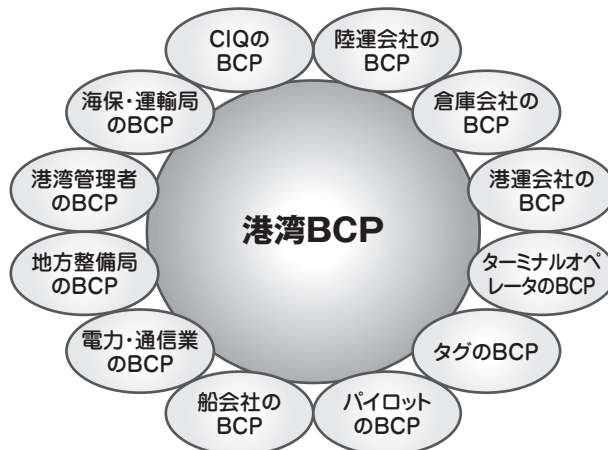 CIQの
BCP
陸運会社の
BCP
海保・運輸局
のBCP
倉庫会社の
BCP
港湾管理者
のBCP
港運会社の
BCP
港湾BCP
地方整備局
のBCP
ターミナルオペ
レータのBCP
電力・通信業
のBCP
タグのBCP
船会社の
BCP
パイロット
のBCP